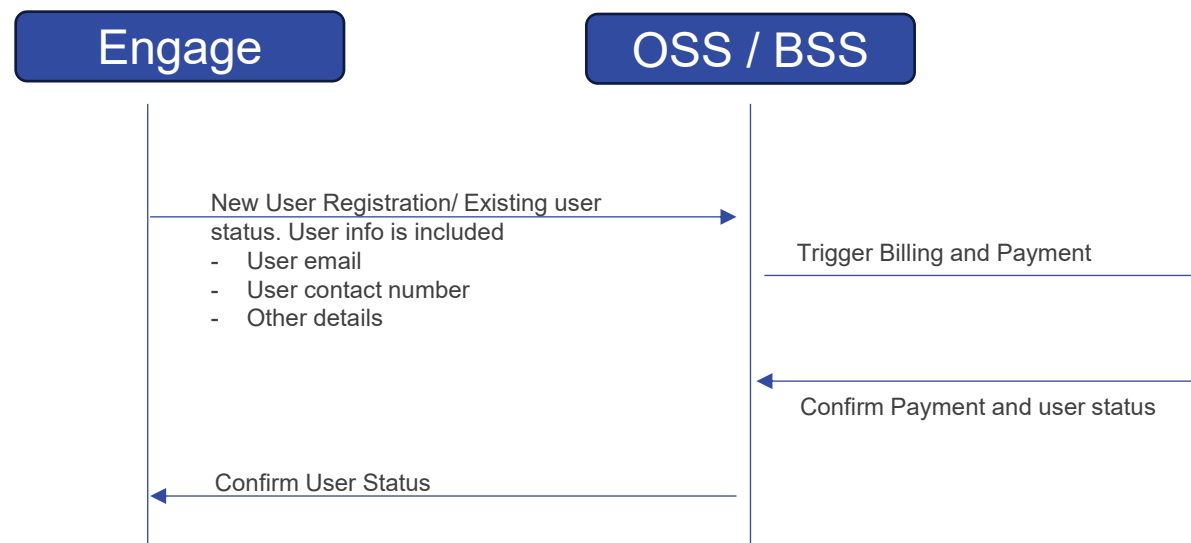 Engage
OSS / BSS
New User Registration/ Existing user
status. User info is included
- User email
- User contact number
- Other details
Trigger Billing and Payment
Confirm Payment and user status
Confirm User Status